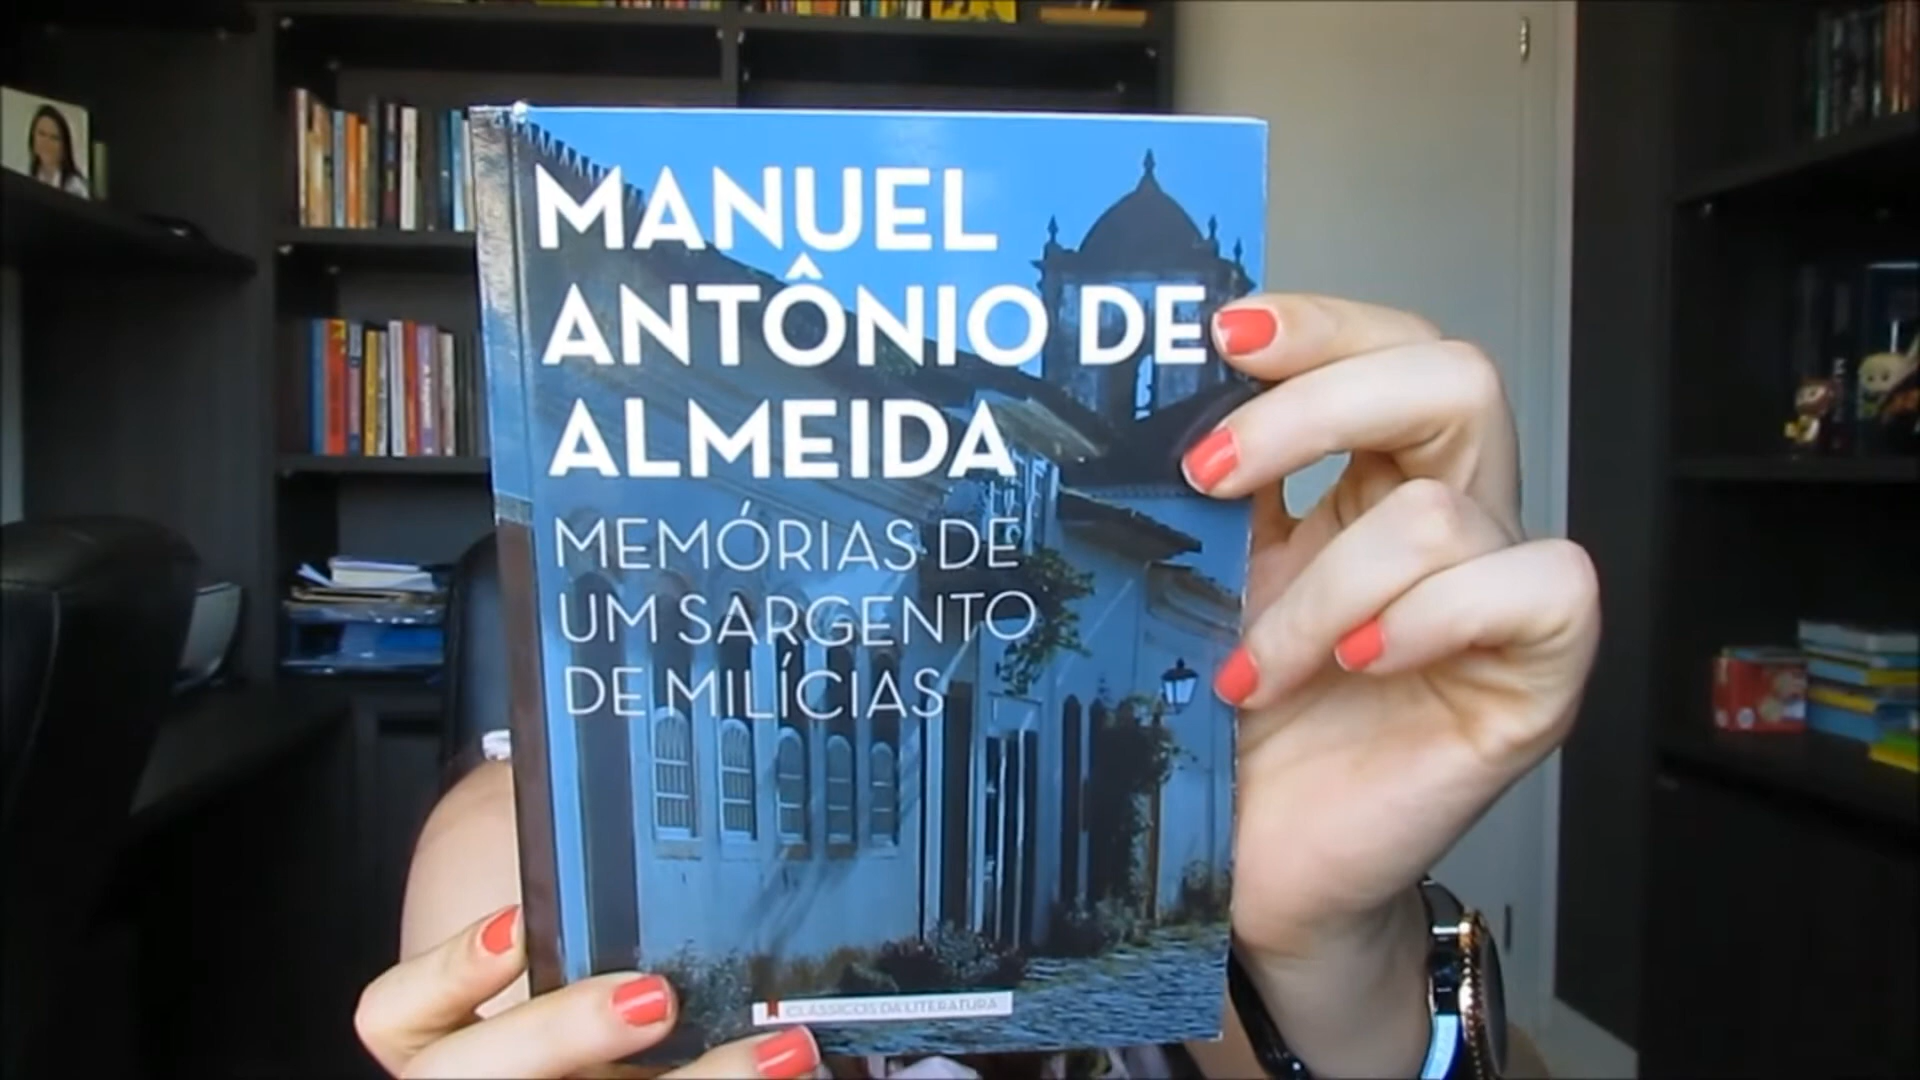 MANUEL
ANTÔNIO DE
ALMEIDA
MEMÓRIAS DE
UM SARGENTO
DE MILÍCIAS
CLÁSSICOS DA LITERATURA